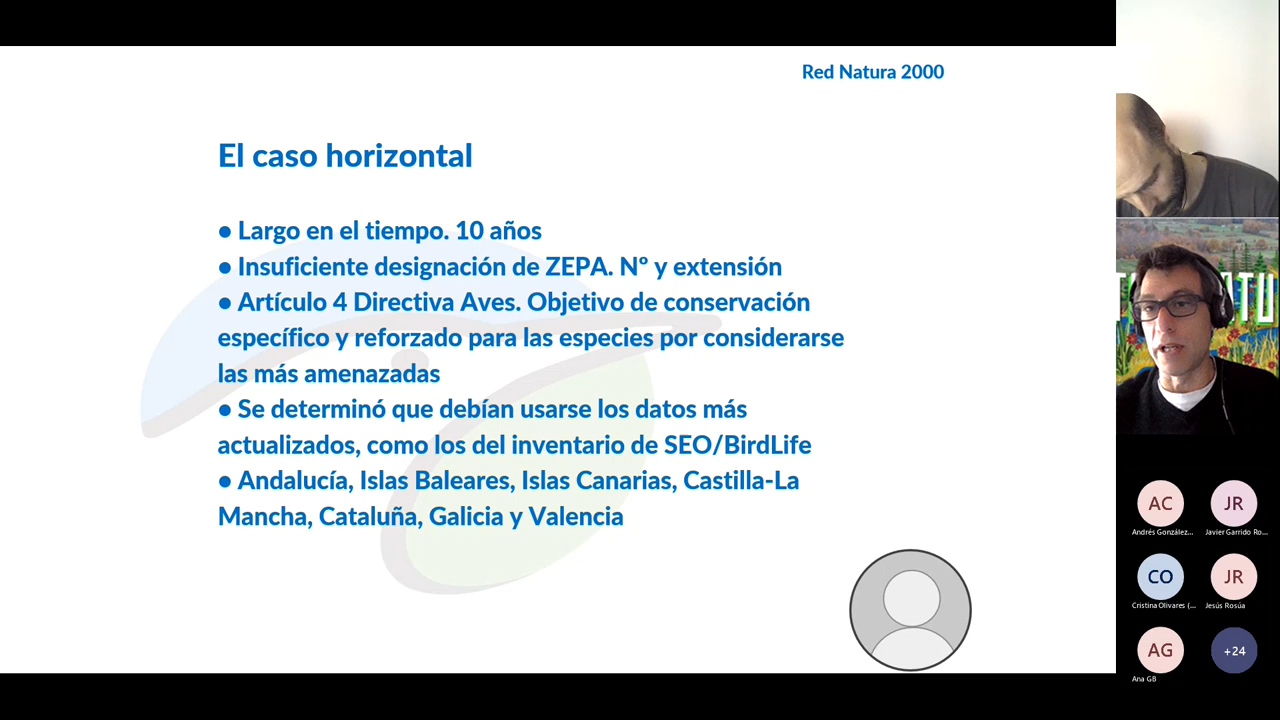 Red Natura 2000
El caso horizontal
● Largo en el tiempo. 10 años
● Insuficiente designación de ZEPA. Nº y extensión
● Artículo 4 Directiva Aves. Objetivo de conservación
específico y reforzado para las especies por considerarse
las más amenazadas
● Se determinó que debían usarse los datos más
actualizados, como los del inventario de SEO/BirdLife
● Andalucía, Islas Baleares, Islas Canarias, Castilla-La
Mancha, Cataluña, Galicia y Valencia
AC
JR
Andrés González...
Javier Garrido Ro...
CO
JR
Cristina Olivares (...
Jesús Rosúa
AG
+24
Ana GB